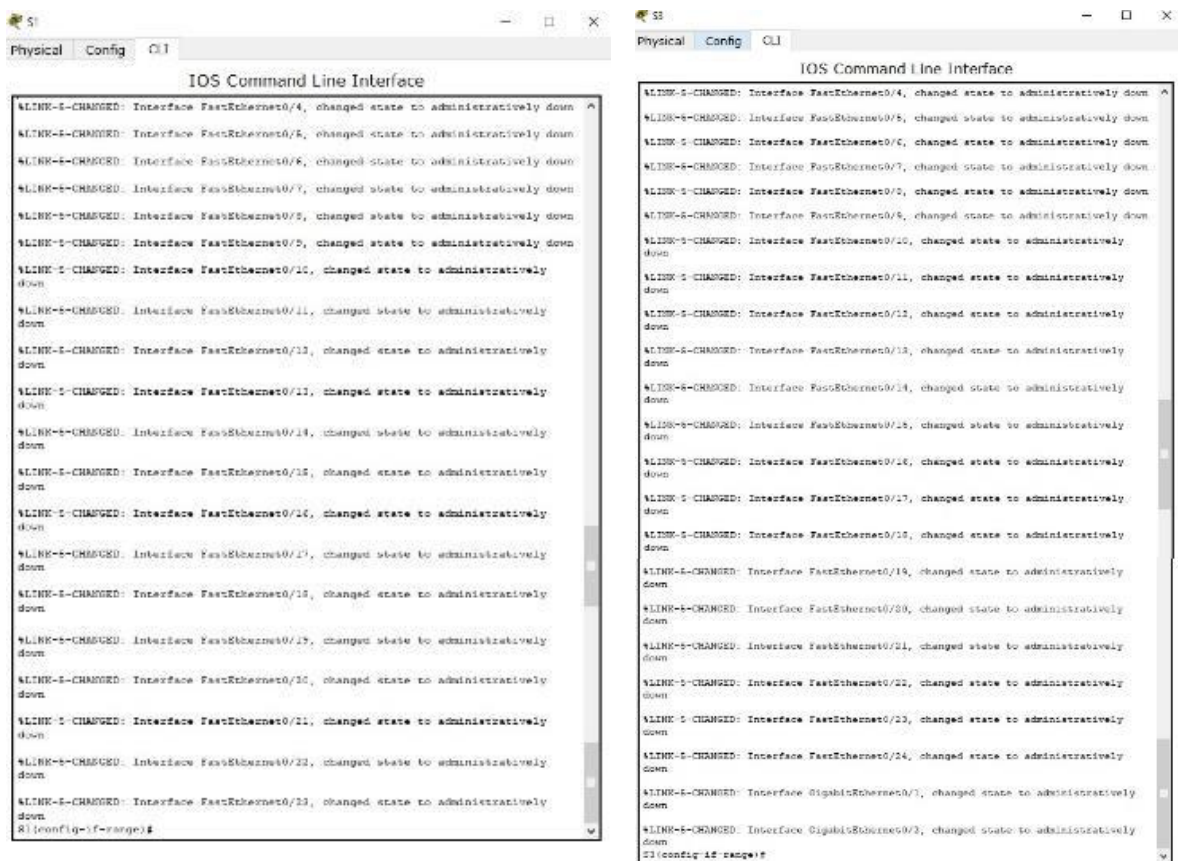 S1
Physical Config CLI
IOS Command Line Interface
%LINK-5-CHANGED: Interface FastEthernet0/4, changed state to administratively down
%LINK-5-CHANGED: Interface FastEthernet0/5, changed state to administratively down
%LINK-5-CHANGED: Interface FastEthernet0/6, changed state to administratively down
%LINK-5-CHANGED: Interface FastEthernet0/7, changed state to administratively down
%LINK-5-CHANGED: Interface FastEthernet0/8, changed state to administratively down
%LINK-5-CHANGED: Interface FastEthernet0/9, changed state to administratively down
%LINK-5-CHANGED: Interface FastEthernet0/10, changed state to administratively
down
%LINK-5-CHANGED: Interface FastEthernet0/11, changed state to administratively
down
%LINK-5-CHANGED: Interface FastEthernet0/12, changed state to administratively
down
%LINK-5-CHANGED: Interface FastEthernet0/13, changed state to administratively
down
%LINK-5-CHANGED: Interface FastEthernet0/14, changed state to administratively
down
%LINK-5-CHANGED: Interface FastEthernet0/15, changed state to administratively
down
%LINK-5-CHANGED: Interface FastEthernet0/16, changed state to administratively
down
%LINK-5-CHANGED: Interface FastEthernet0/17, changed state to administratively
down
%LINK-5-CHANGED: Interface FastEthernet0/18, changed state to administratively
down
%LINK-5-CHANGED: Interface FastEthernet0/19, changed state to administratively
down
%LINK-5-CHANGED: Interface FastEthernet0/20, changed state to administratively
down
%LINK-5-CHANGED: Interface FastEthernet0/21, changed state to administratively
down
%LINK-5-CHANGED: Interface FastEthernet0/22, changed state to administratively
down
%LINK-5-CHANGED: Interface FastEthernet0/23, changed state to administratively
down
S1(config-if-range)#
S3
Physical Config CLI
IOS Command Line Interface
%LINK-5-CHANGED: Interface FastEthernet0/4, changed state to administratively down
%LINK-5-CHANGED: Interface FastEthernet0/5, changed state to administratively down
%LINK-5-CHANGED: Interface FastEthernet0/6, changed state to administratively down
%LINK-5-CHANGED: Interface FastEthernet0/7, changed state to administratively down
%LINK-5-CHANGED: Interface FastEthernet0/8, changed state to administratively down
%LINK-5-CHANGED: Interface FastEthernet0/9, changed state to administratively down
%LINK-5-CHANGED: Interface FastEthernet0/10, changed state to administratively
down
%LINK-5-CHANGED: Interface FastEthernet0/11, changed state to administratively
down
%LINK-5-CHANGED: Interface FastEthernet0/12, changed state to administratively
down
%LINK-5-CHANGED: Interface FastEthernet0/13, changed state to administratively
down
%LINK-5-CHANGED: Interface FastEthernet0/14, changed state to administratively
down
%LINK-5-CHANGED: Interface FastEthernet0/15, changed state to administratively
down
%LINK-5-CHANGED: Interface FastEthernet0/16, changed state to administratively
down
%LINK-5-CHANGED: Interface FastEthernet0/17, changed state to administratively
down
%LINK-5-CHANGED: Interface FastEthernet0/18, changed state to administratively
down
%LINK-5-CHANGED: Interface FastEthernet0/19, changed state to administratively
down
%LINK-5-CHANGED: Interface FastEthernet0/20, changed state to administratively
down
%LINK-5-CHANGED: Interface FastEthernet0/21, changed state to administratively
down
%LINK-5-CHANGED: Interface FastEthernet0/22, changed state to administratively
down
%LINK-5-CHANGED: Interface FastEthernet0/23, changed state to administratively
down
%LINK-5-CHANGED: Interface FastEthernet0/24, changed state to administratively
down
%LINK-5-CHANGED: Interface GigabitEthernet0/1, changed state to administratively
down
%LINK-5-CHANGED: Interface GigabitEthernet0/2, changed state to administratively
down
S3(config-if-range)#